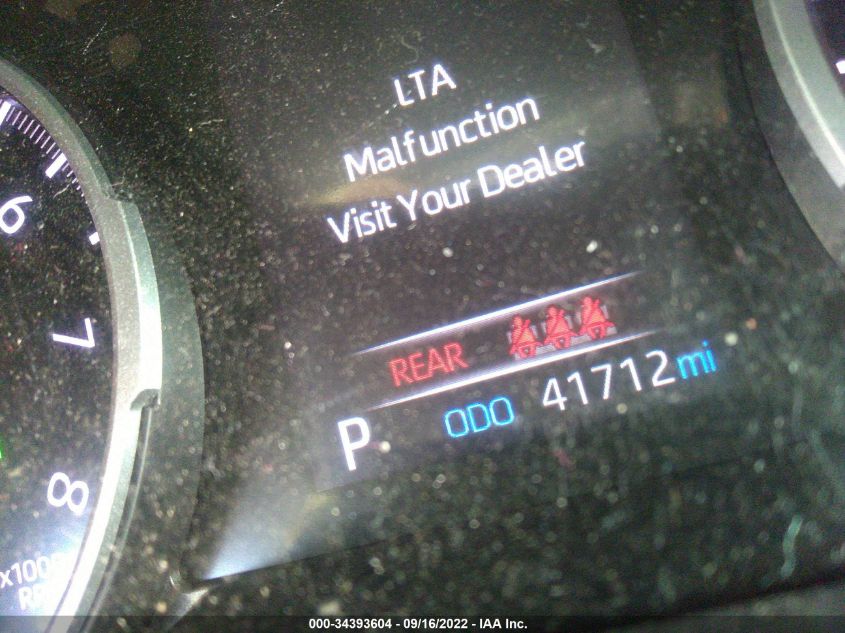 LTA
Malfunction
Visit Your Dealer
6
7
REAR
P ODO 41712 mi
8
x100
000-34393604 - 09/16/2022 - IAA Inc.